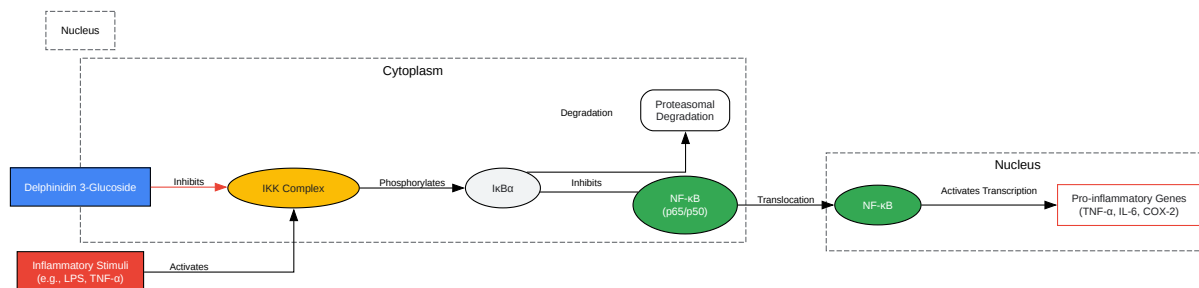 Nucleus
Cytoplasm
Degradation
Proteasomal
Degradation
Nucleus
Delphinidin 3-Glucoside
Inhibits
IKK Complex
Phosphorylates
IκBα
Inhibits
NF-κB
(p65/p50)
Translocation
NF-κB
Activates Transcription
Pro-inflammatory Genes
(TNF-α, IL-6, COX-2)
Inflammatory Stimuli
(e.g., LPS, TNF-α)
Activates